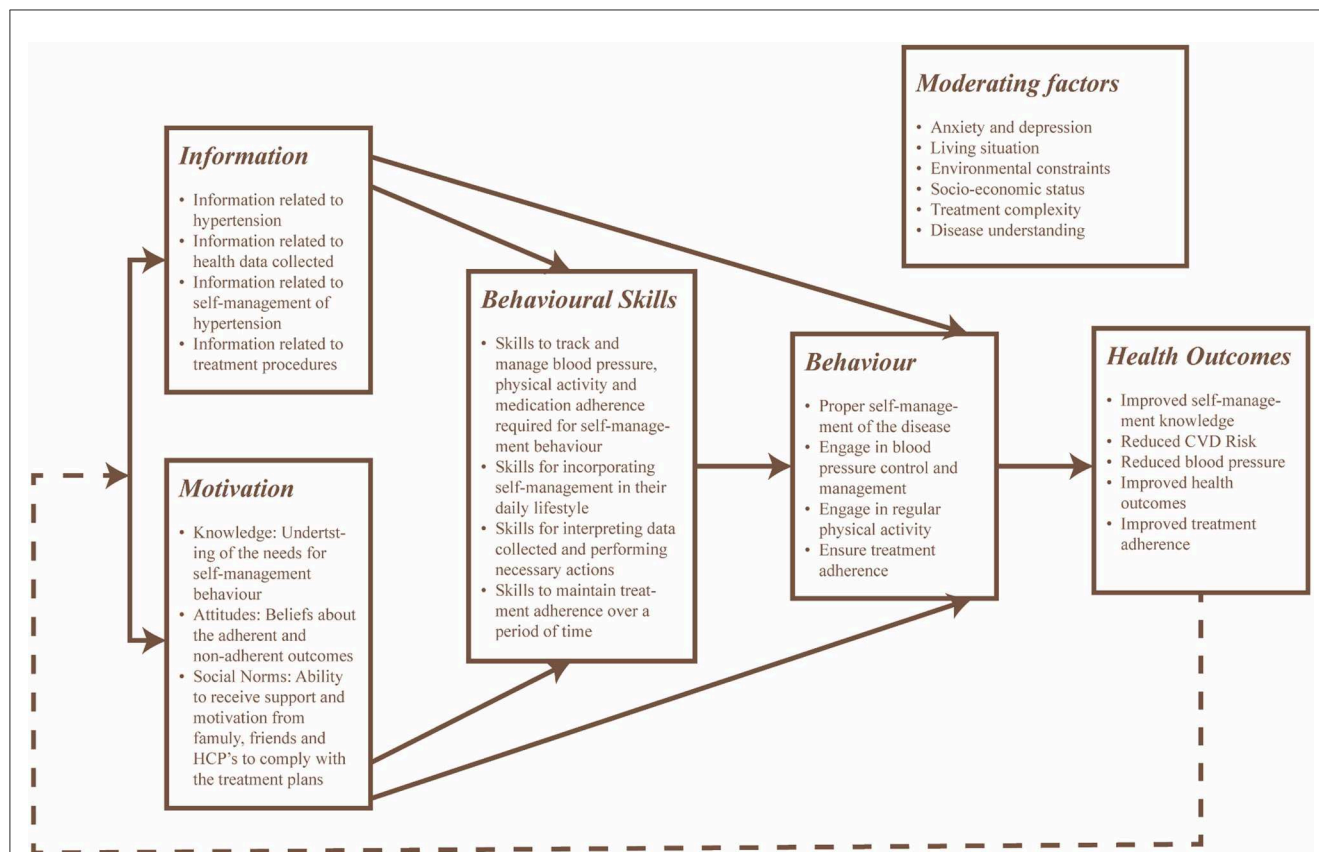 Moderating factors
• Anxiety and depression
• Living situation
• Environmental constraints
• Socio-economic status
• Treatment complexity
• Disease understanding
Information
• Information related to
hypertension
• Information related to
health data collected
• Information related to
self-management of
hypertension
• Information related to
treatment procedures
Motivation
• Knowledge: Undertst-
ing of the needs for
self-management
behaviour
• Attitudes: Beliefs about
the adherent and
non-adherent outcomes
• Social Norms: Ability
to receive support and
motivation from
famuly, friends and
HCP's to comply with
the treatment plans
Behavioural Skills
• Skills to track and
manage blood pressure,
physical activity and
medication adherence
required for self-manage-
ment behaviour
• Skills for incorporating
self-management in their
daily lifestyle
• Skills for interpreting data
collected and performing
necessary actions
• Skills to maintain treat-
ment adherence over a
period of time
Behaviour
• Proper self-manage-
ment of the disease
• Engage in blood
pressure control and
management
• Engage in regular
physical activity
• Ensure treatment
adherence
Health Outcomes
• Improved self-manage-
ment knowledge
• Reduced CVD Risk
• Reduced blood pressure
• Improved health
outcomes
• Improved treatment
adherence